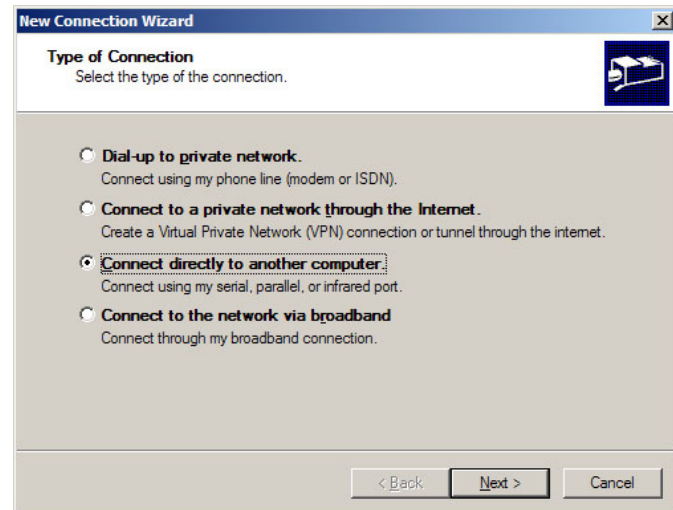 New Connection Wizard
Type of Connection
Select the type of the connection.
Dial-up to private network.
Connect using my phone line (modem or ISDN).
Connect to a private network through the Internet.
Create a Virtual Private Network (VPN) connection or tunnel through the internet.
Connect directly to another computer.
Connect using my serial, parallel, or infrared port.
Connect to the network via broadband
Connect through my broadband connection.
< Back Next > Cancel